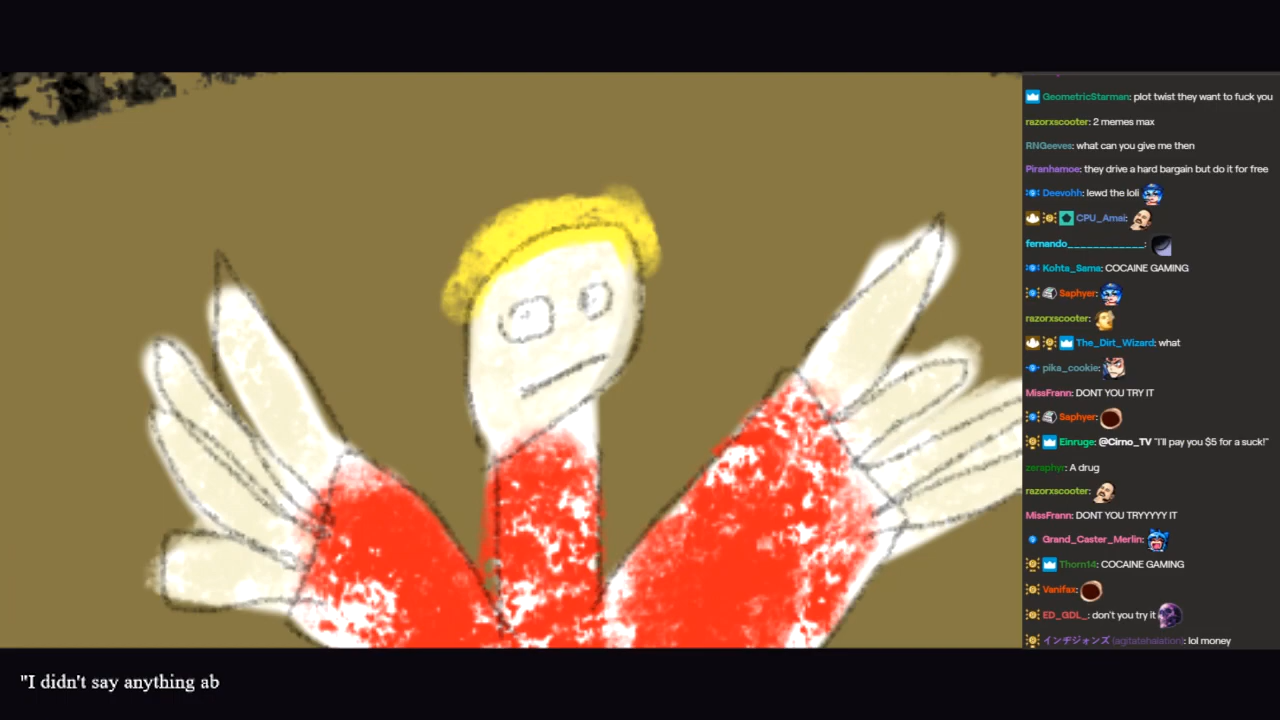 GeometricStarman: plot twist they want to fuck you
razorxscooter: 2 memes max
RNGeeves: what can you give me then
Piranhamoe: they drive a hard bargain but do it for free
Deevohh: lewd the loli
CPU_Amai:
fernando_____________:
Kohta_Sama: COCAINE GAMING
Saphyer:
razorxscooter:
The_Dirt_Wizard: what
pika_cookie:
MissFrann: DONT YOU TRY IT
Saphyer:
Einruge: @Cirno_TV "I'll pay you $5 for a suck!"
zeraphyr: A drug
razorxscooter:
MissFrann: DONT YOU TRYYYYY IT
Grand_Caster_Merlin:
Thorn14: COCAINE GAMING
Vanifax:
ED_GDL_: don't you try it
インヂジョンズ (agitatehalation): lol money
"I didn't say anything ab